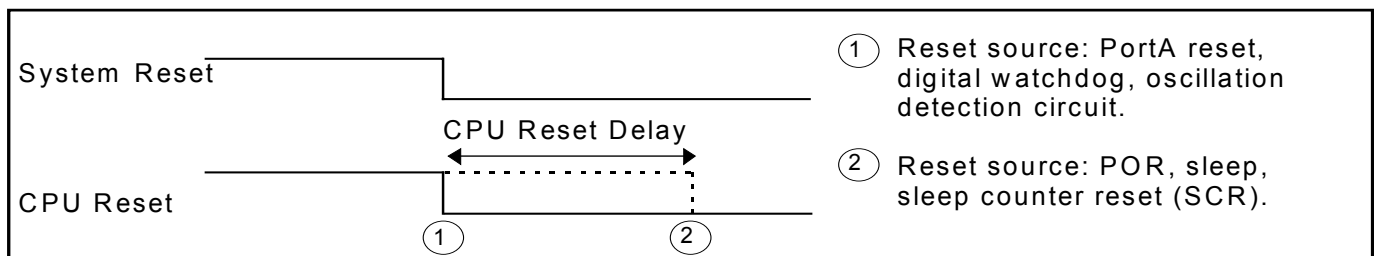 System Reset
CPU Reset Delay
CPU Reset
1
2
1 Reset source: PortA reset,
digital watchdog, oscillation
detection circuit.
2 Reset source: POR, sleep,
sleep counter reset (SCR).